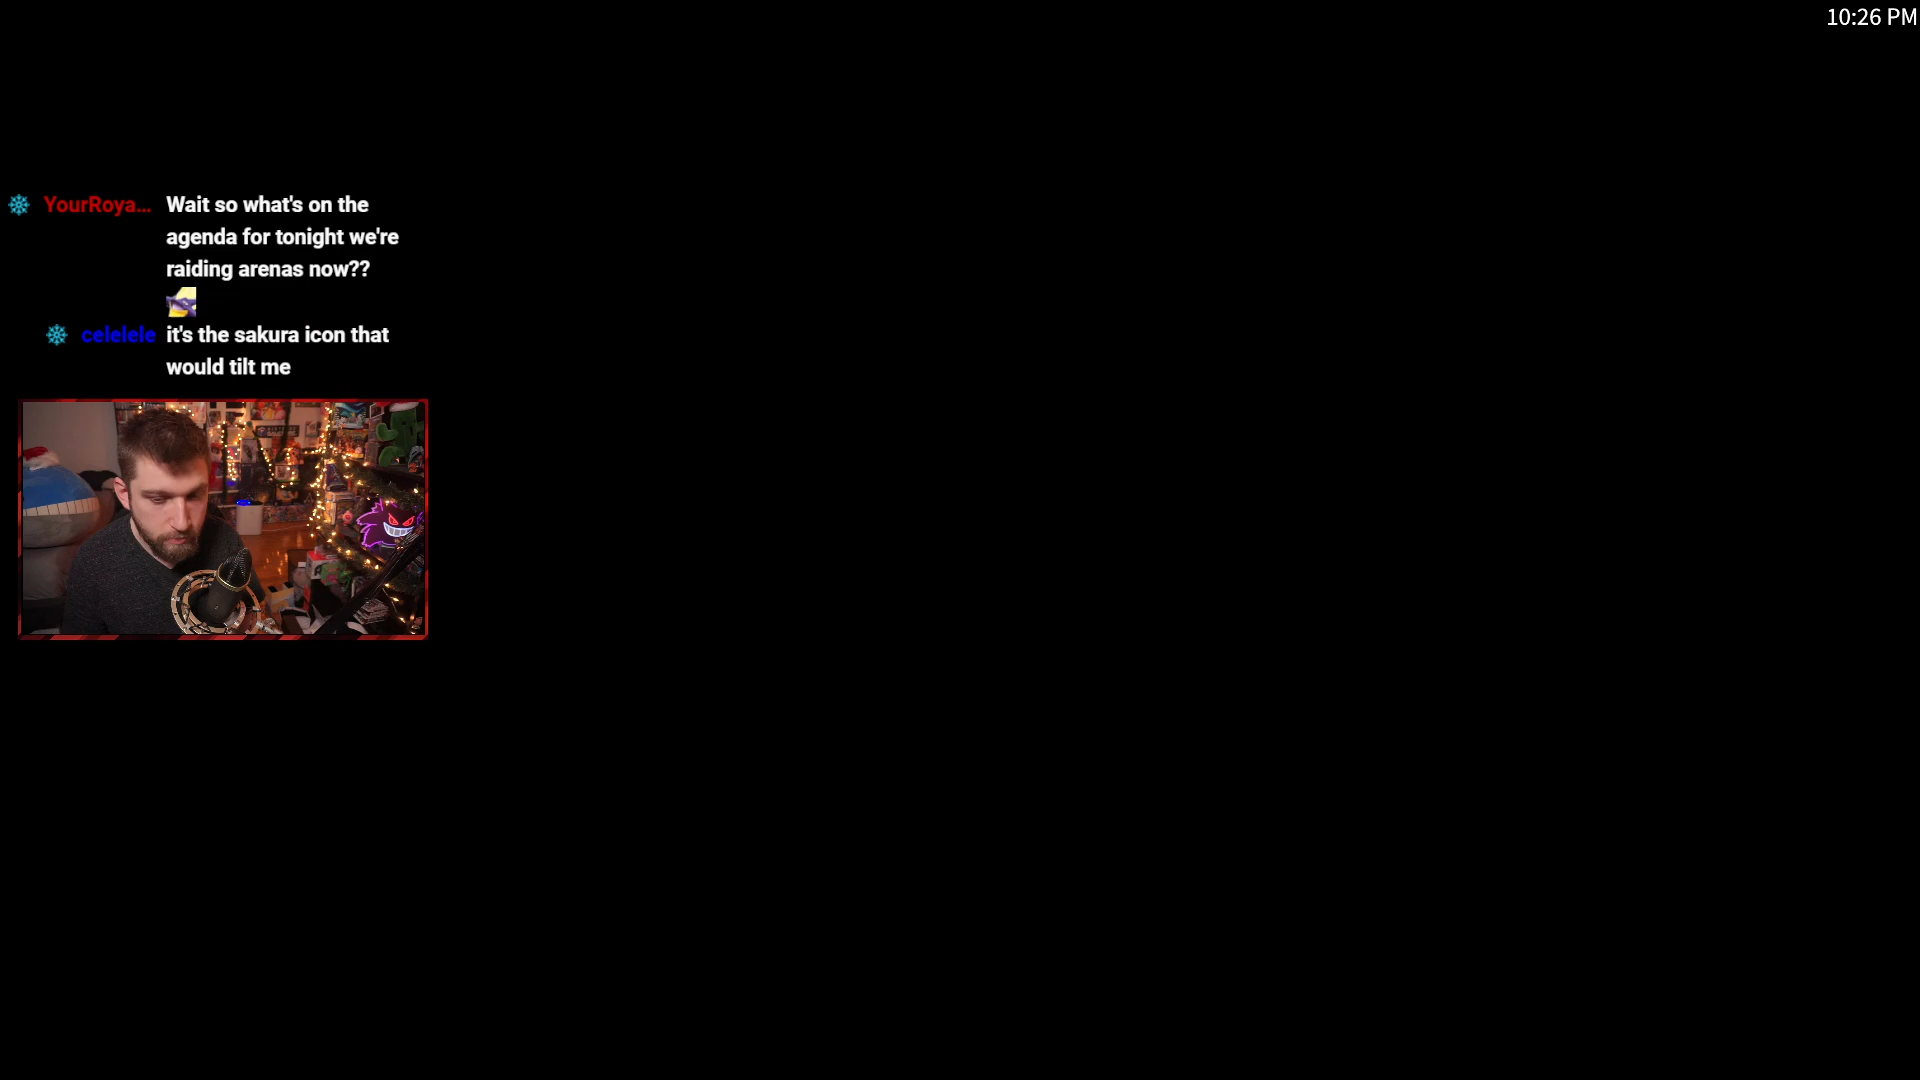 10:26 PM
YourRoya... Wait so what's on the
agenda for tonight we're
raiding arenas now??
celelele it's the sakura icon that
would tilt me